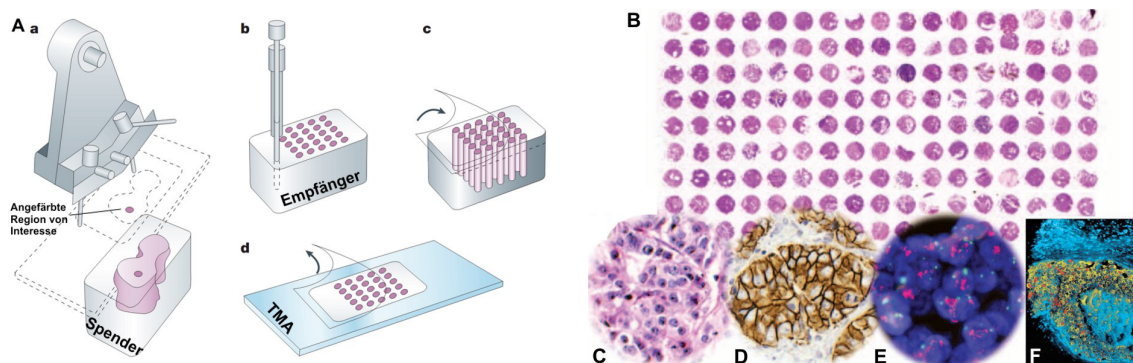 A
a
Angefärbte
Region von
Interesse
Spender
b
Empfänger
c
d
TMA
B
C
D
E
F